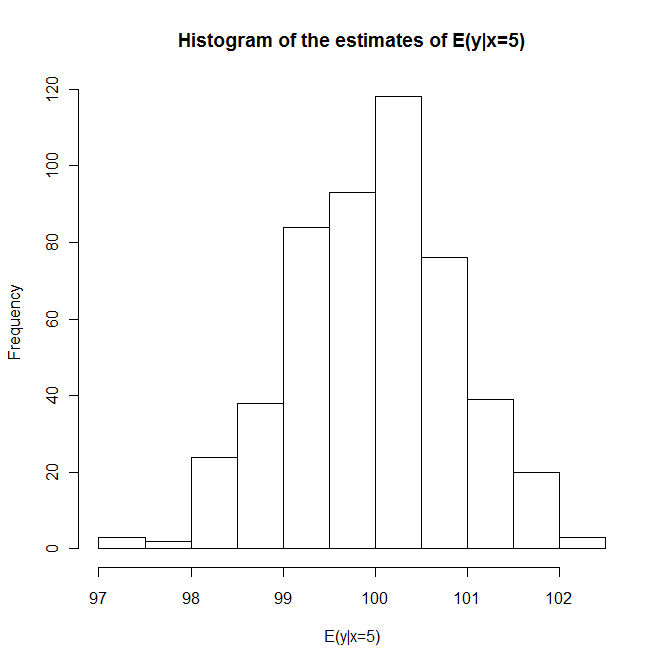 Histogram of the estimates of E(y|x=5)
120
100
80
60
40
20
0
Frequency
97 98 99 100 101 102
E(y|x=5)